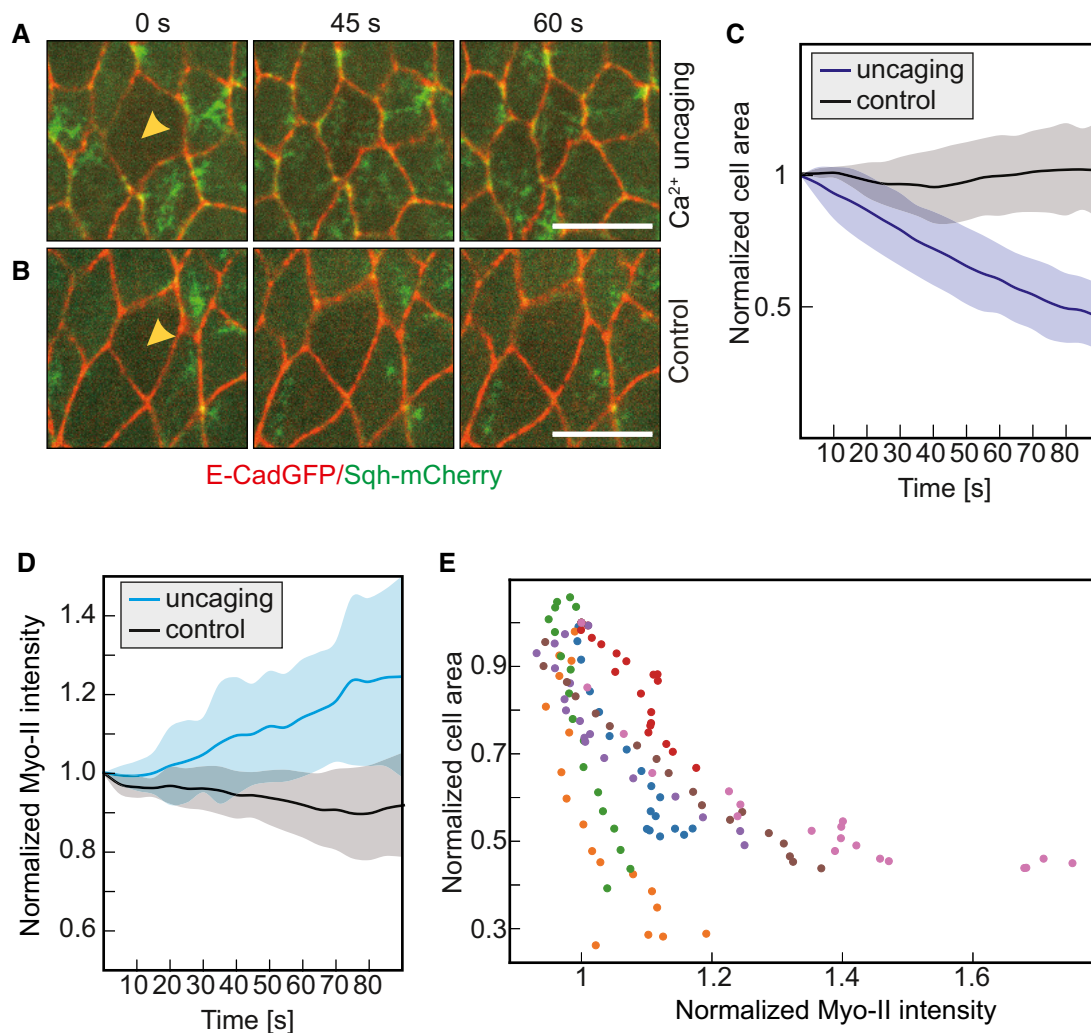 0 s
45 s
60 s
A
Ca²⁺ uncaging
B
Control
E-CadGFP/Sqh-mCherry
C
uncaging
control
Normalized cell area
1
0.5
10 20 30 40 50 60 70 80
Time [s]
D
uncaging
control
Normalized Myo-II intensity
1.4
1.2
1.0
0.8
0.6
10 20 30 40 50 60 70 80
Time [s]
E
Normalized cell area
0.9
0.7
0.5
0.3
1 1.2 1.4 1.6
Normalized Myo-II intensity